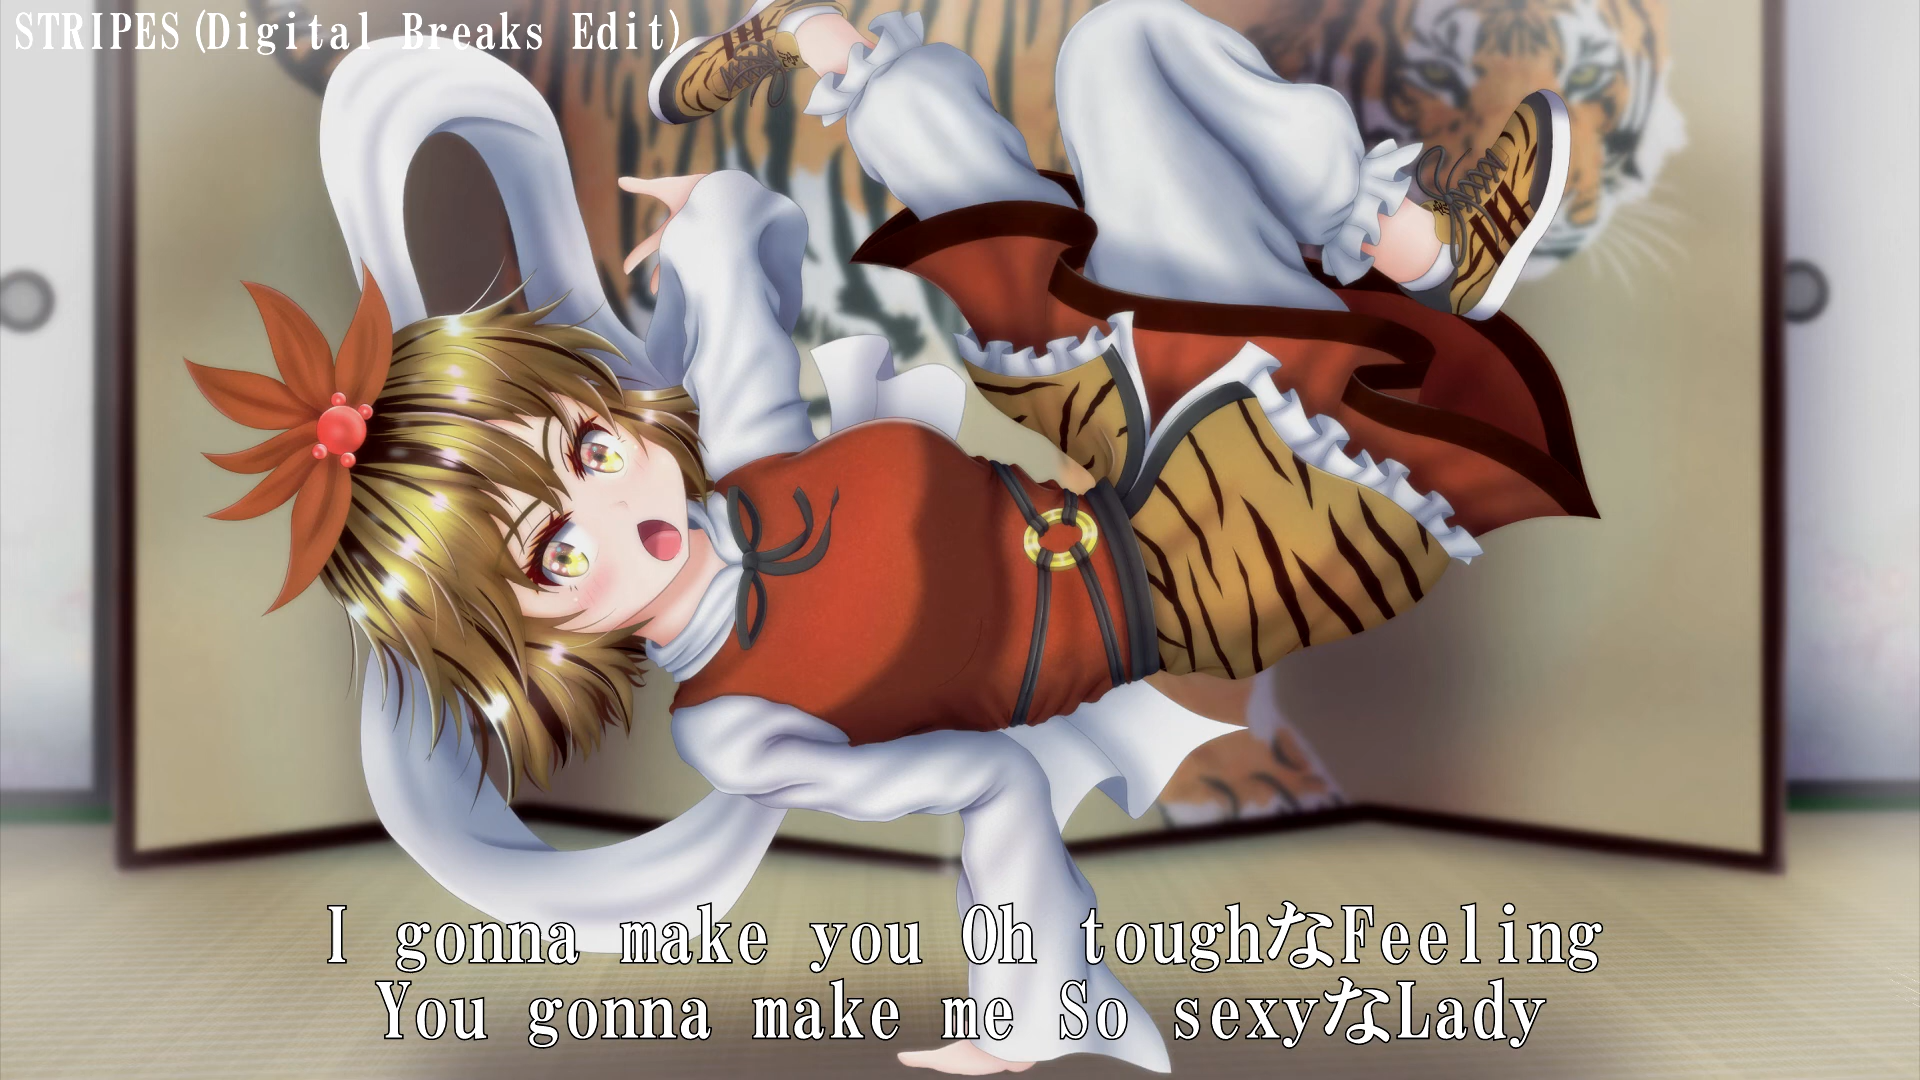 STRIPES(Digital Breaks Edit)
I gonna make you Oh toughなFeeling
You gonna make me So sexyなLady